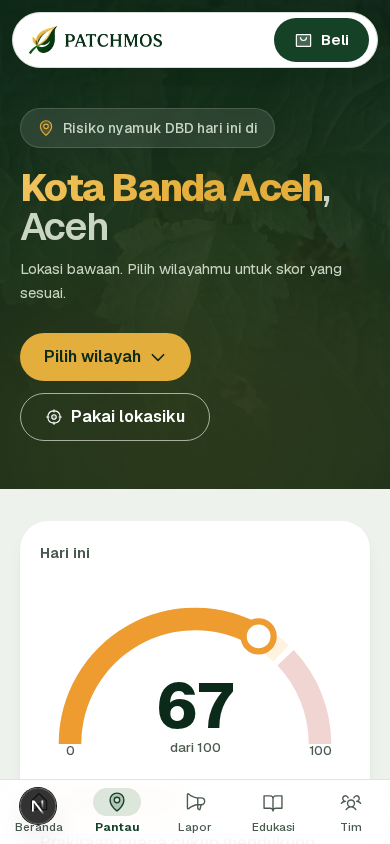 PATCHMOS
Beli
Risiko nyamuk DBD hari ini di
Kota Banda Aceh,
Aceh
Lokasi bawaan. Pilih wilayahmu untuk skor yang
sesuai.
Pilih wilayah
Pakai lokasiku
Hari ini
67
0
dari 100
100
N
Beranda
Pantau
Lapor
Edukasi
Tim